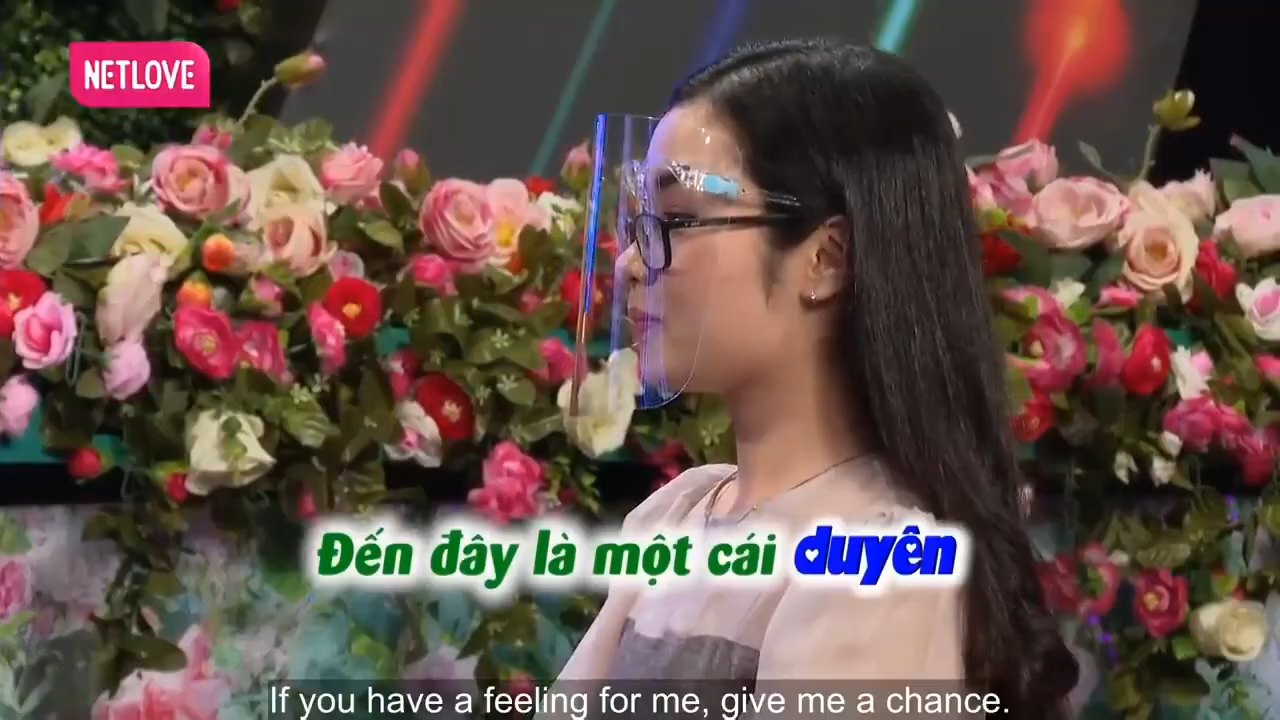 NETLOVE
Đến đây là một cái duyên
If you have a feeling for me, give me a chance.